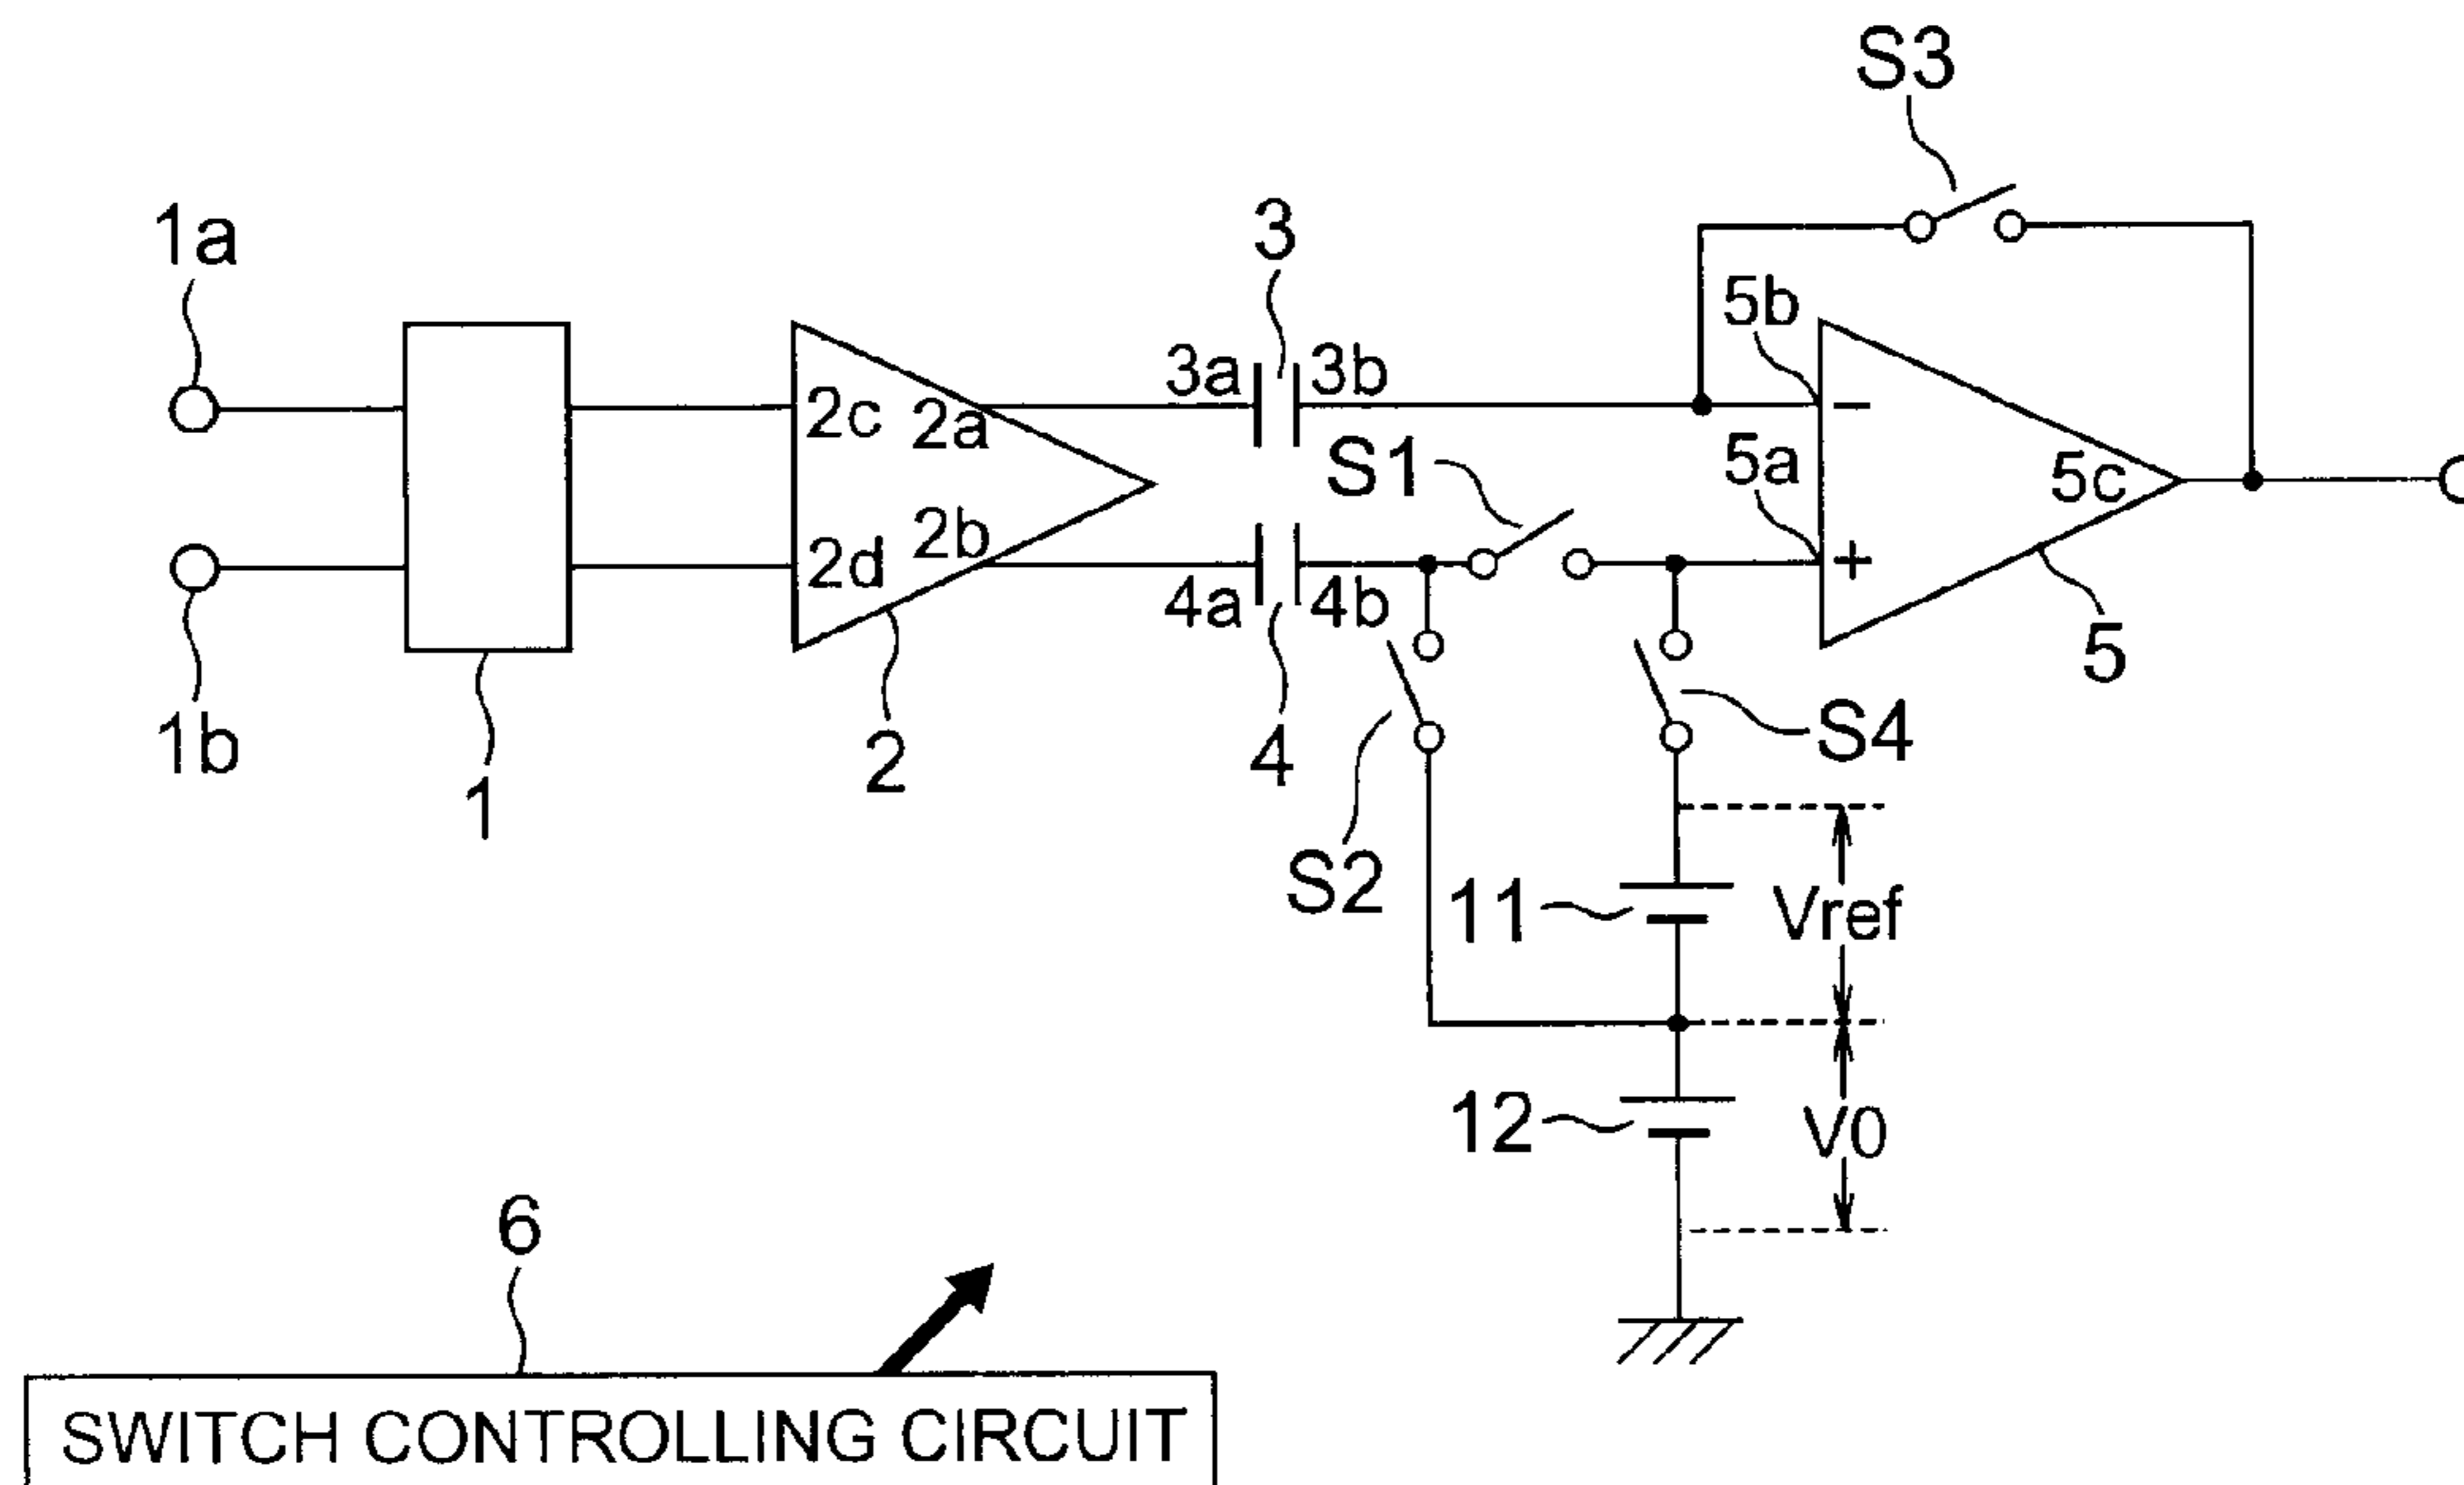 S3
1a
3
5b
3a
3b
2c
2a
S1
5a
5c
2d
2b
4a
4b
5
1b
1
2
4
S2
S4
11
Vref
12
V0
6
SWITCH CONTROLLING CIRCUIT